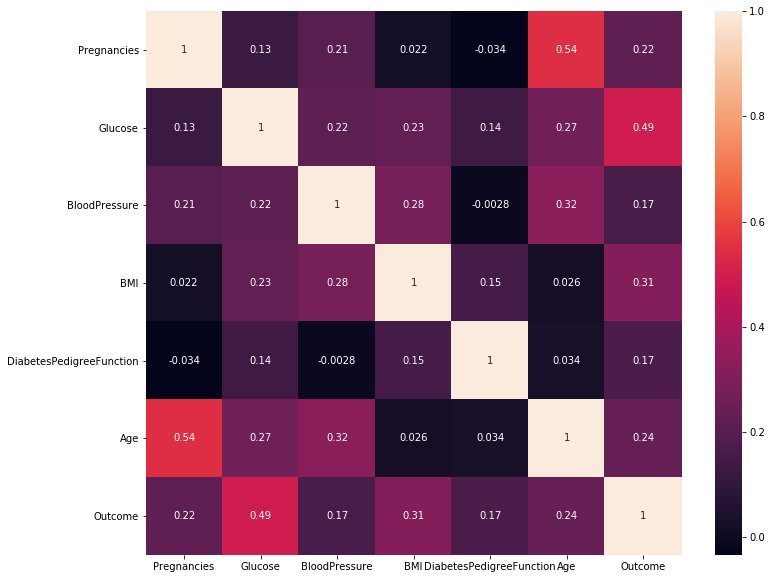 Pregnancies 1 0.13 0.21 0.022 -0.034 0.54 0.22
Glucose 0.13 1 0.22 0.23 0.14 0.27 0.49
BloodPressure 0.21 0.22 1 0.28 -0.0028 0.32 0.17
BMI 0.022 0.23 0.28 1 0.15 0.026 0.31
DiabetesPedigreeFunction -0.034 0.14 -0.0028 0.15 1 0.034 0.17
Age 0.54 0.27 0.32 0.026 0.034 1 0.24
Outcome 0.22 0.49 0.17 0.31 0.17 0.24 1
Pregnancies Glucose BloodPressure BMI DiabetesPedigreeFunction Age Outcome
1.0
0.8
0.6
0.4
0.2
0.0